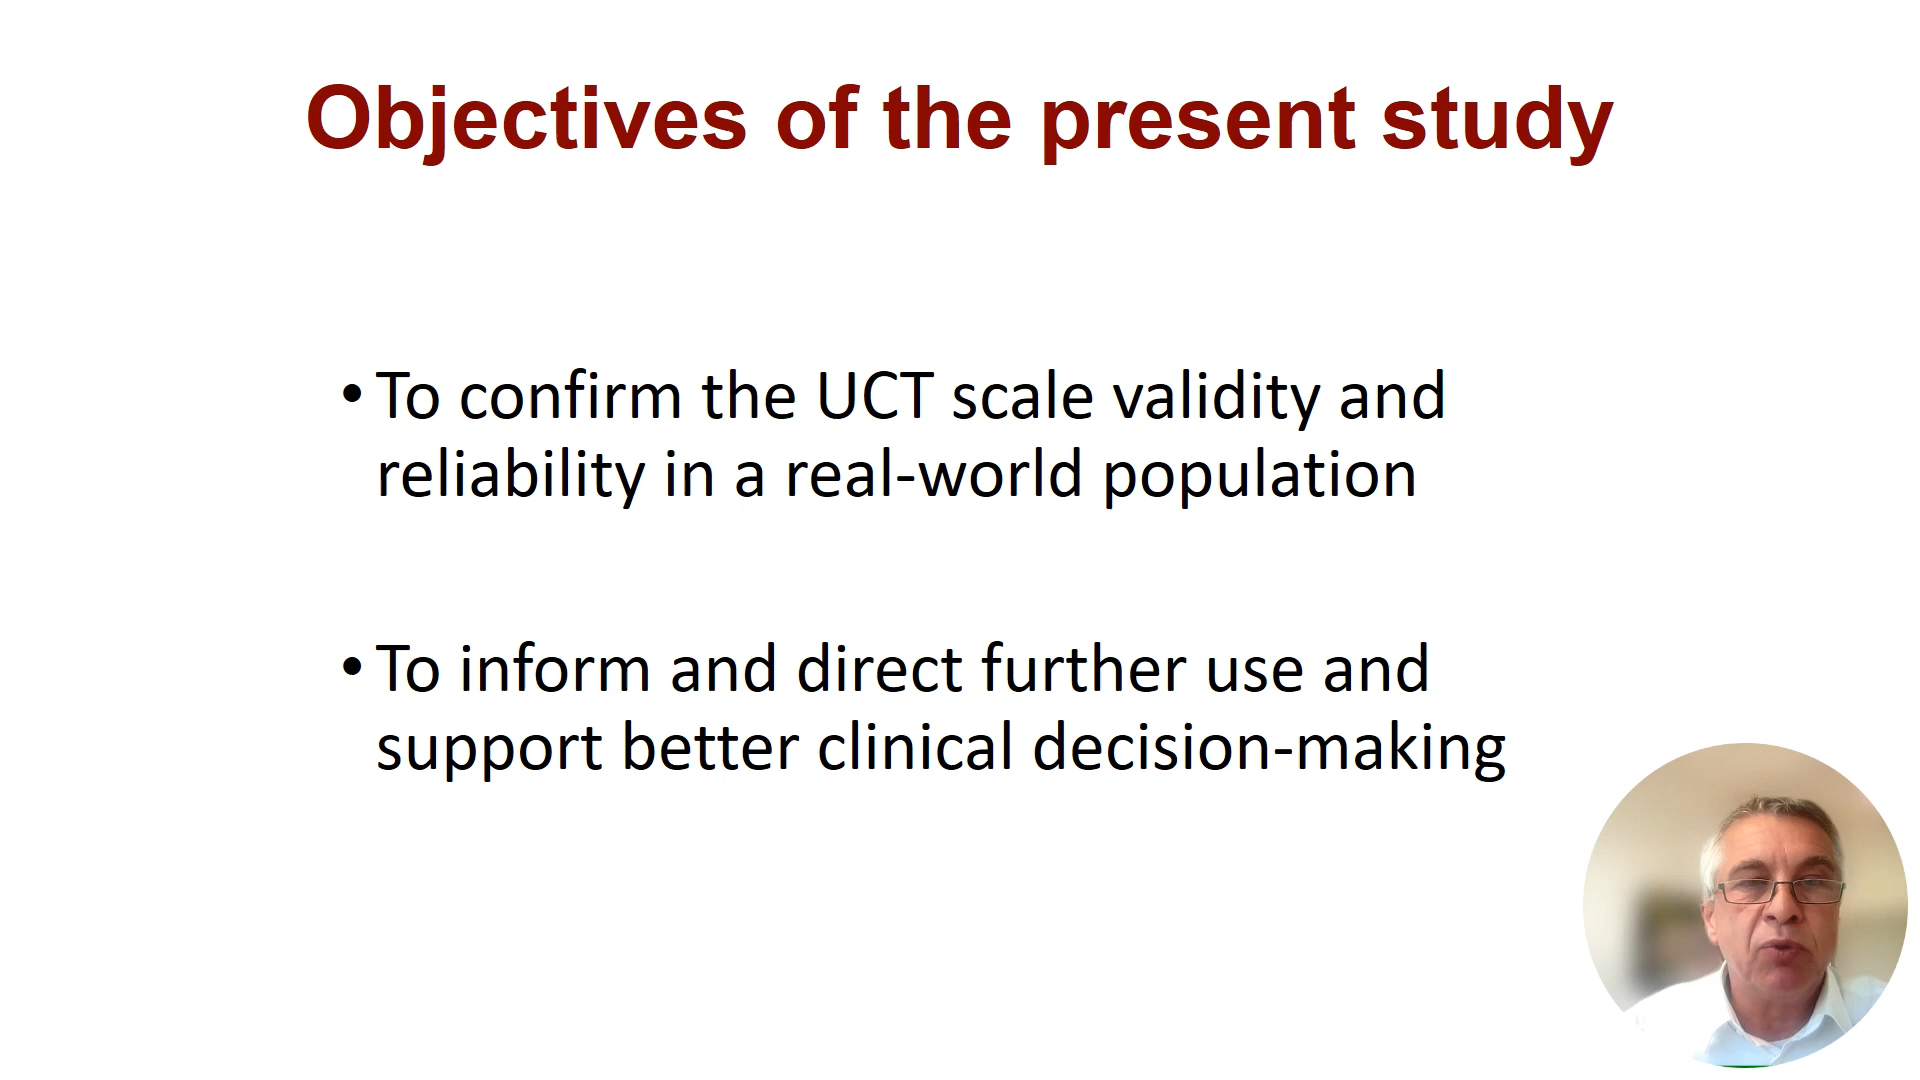 Objectives of the present study
• To confirm the UCT scale validity and
reliability in a real-world population
• To inform and direct further use and
support better clinical decision-making